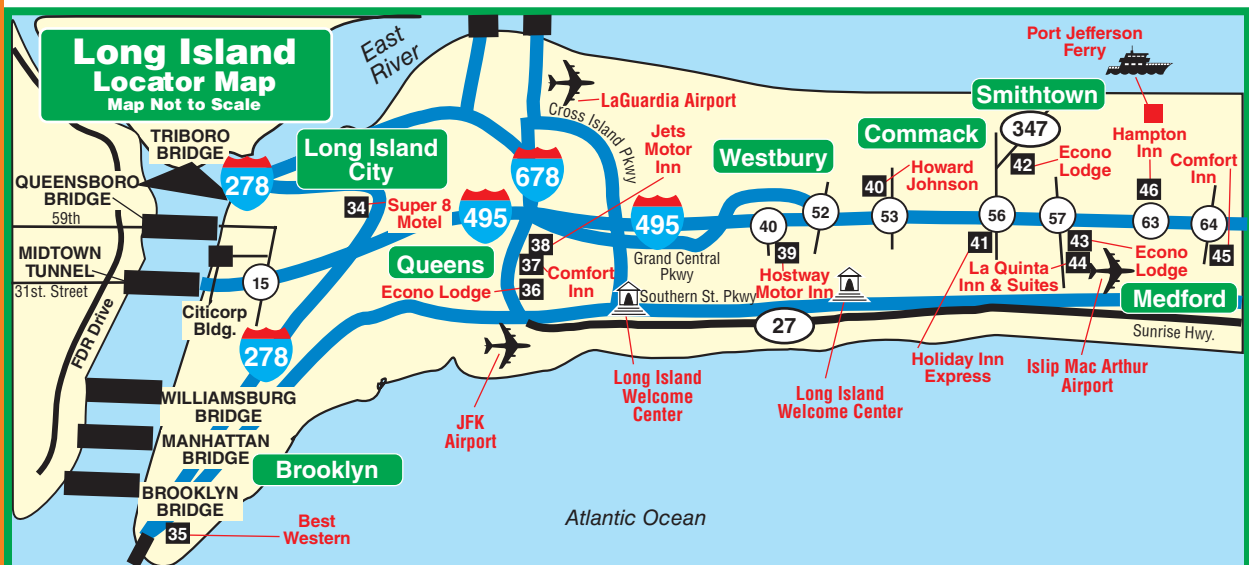 Long Island
Locator Map
Map Not to Scale
East
River
Port Jefferson
Ferry
LaGuardia Airport
Cross Island Pkwy
Smithtown
347
Commack
Jets
Motor
Inn
TRIBORO
BRIDGE
278
Long Island
City
678
Westbury
Hampton
Inn
42
Econo
Lodge
Comfort
Inn
40
Howard
Johnson
46
QUEENSBORO
BRIDGE
59th
34
Super 8
Motel
495
495
40
52
53
56
57
63
64
MIDTOWN
TUNNEL
31st. Street
15
Citicorp
Bldg.
FDR Drive
Queens
38
37
36
Comfort
Inn
Econo Lodge
Grand Central
Pkwy
39
Hostway
Motor Inn
41
43
44
Econo
Lodge
45
La Quinta
Inn & Suites
Southern St. Pkwy
Medford
27
Sunrise Hwy.
278
Holiday Inn
Express
Islip Mac Arthur
Airport
Long Island
Welcome
Center
Long Island
Welcome Center
JFK
Airport
WILLIAMSBURG
BRIDGE
MANHATTAN
BRIDGE
Brooklyn
BROOKLYN
BRIDGE
35
Best
Western
Atlantic Ocean